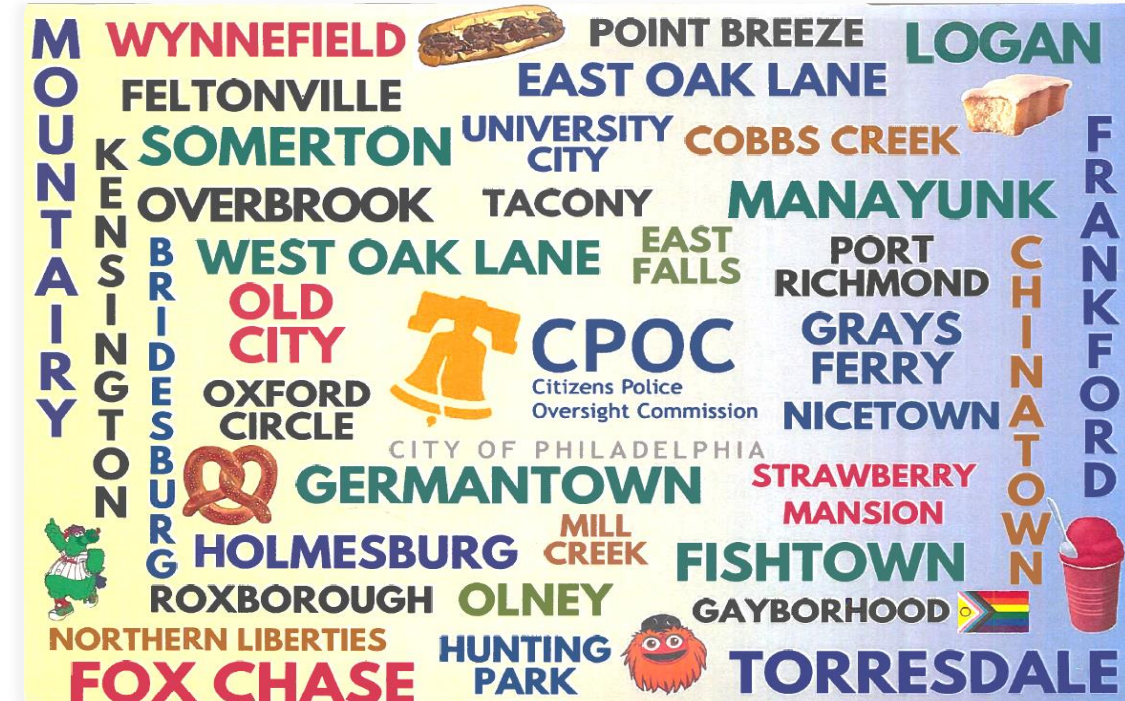 MOUNTAIRY
WYNNEFIELD
POINT BREEZE
LOGAN
FELTONVILLE
EAST OAK LANE
KENSINGTON
SOMERTON
UNIVERSITY
CITY
COBBS CREEK
FRANKFORD
OVERBROOK
TACONY
MANAYUNK
BRIDESBURG
WEST OAK LANE
EAST
FALLS
PORT
RICHMOND
CHINATOWN
OLD
CITY
CPOC
Citizens Police
Oversight Commission
CITY OF PHILADELPHIA
GRAYS
FERRY
OXFORD
CIRCLE
NICETOWN
GERMANTOWN
STRAWBERRY
MANSION
HOLMESBURG
MILL
CREEK
FISHTOWN
ROXBOROUGH
OLNEY
GAYBORHOOD
NORTHERN LIBERTIES
HUNTING
PARK
FOX CHASE
TORRESDALE